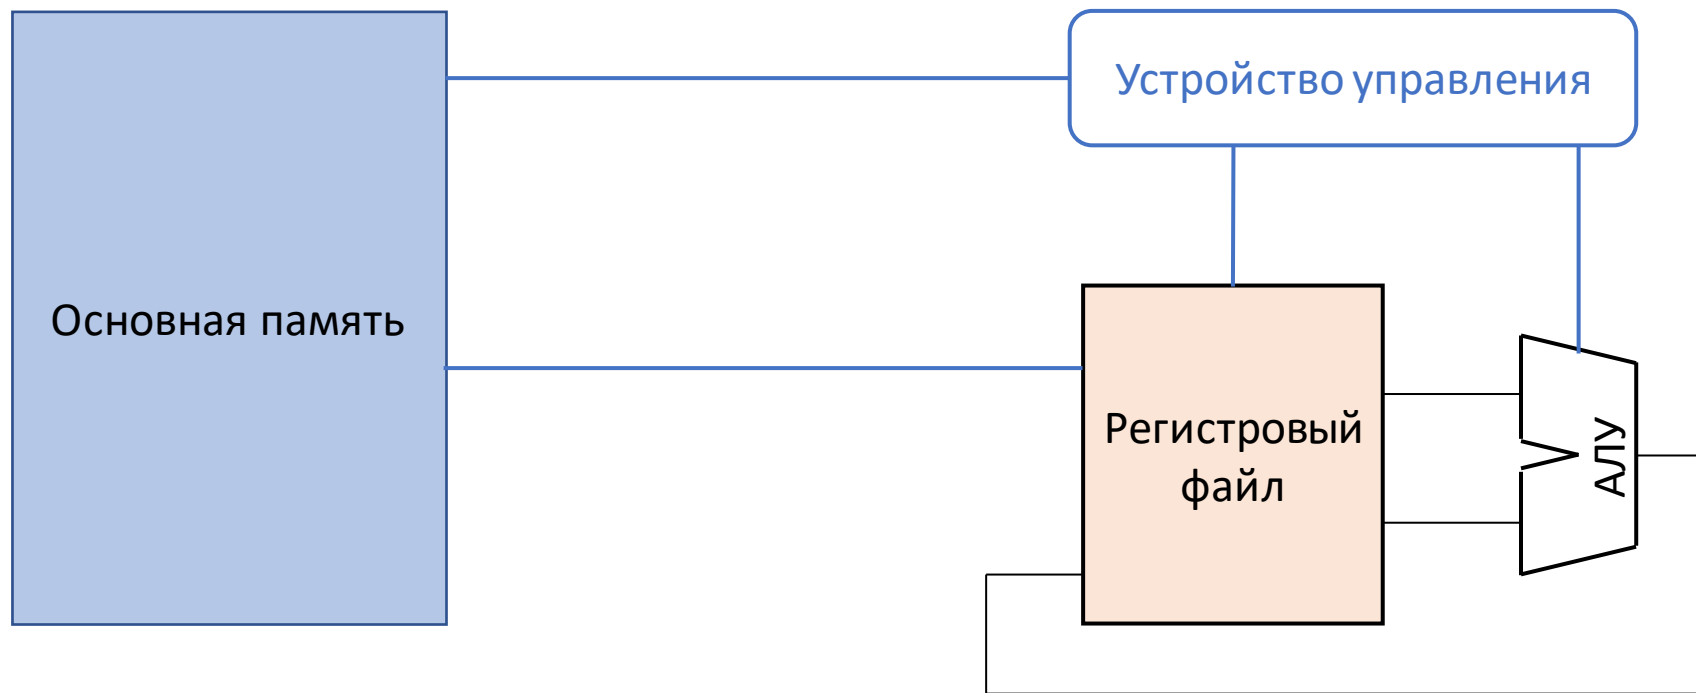 Устройство управления
Основная память
Регистровый
файл
АЛУ